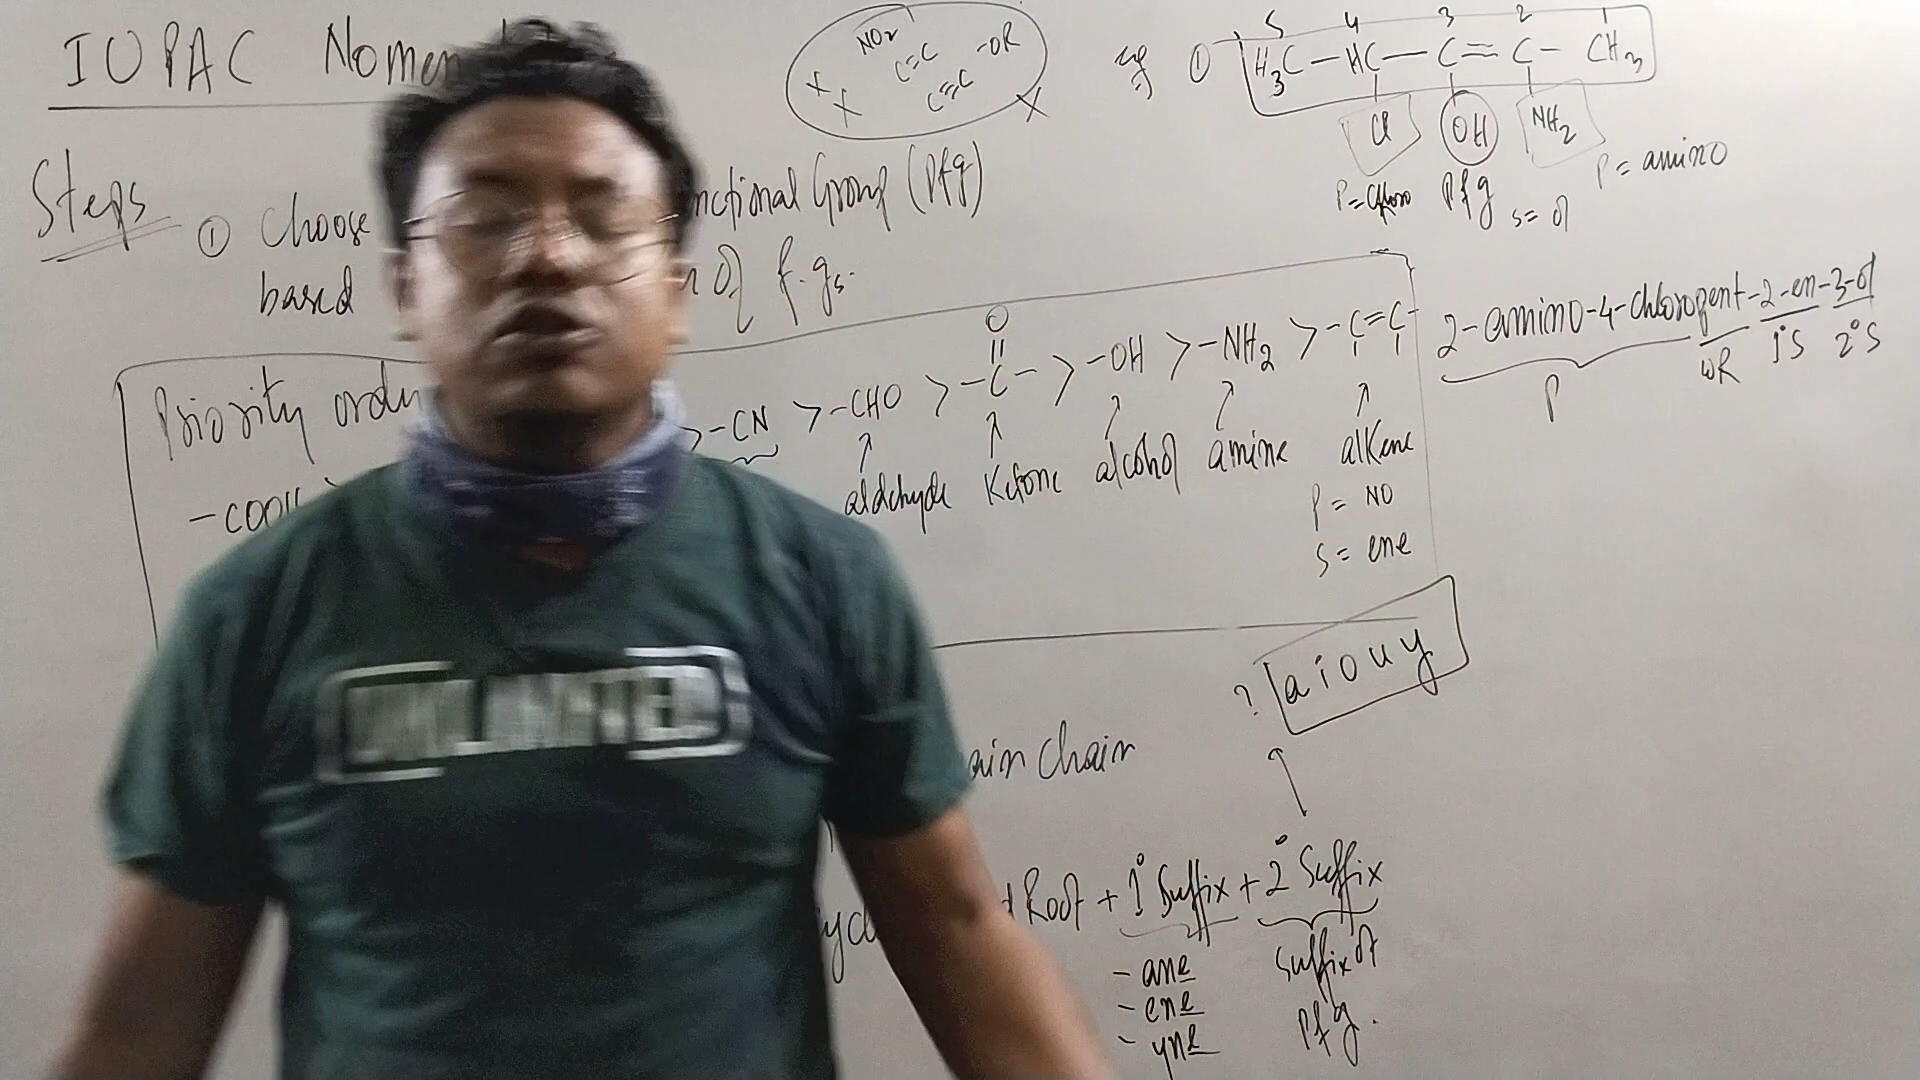 IUPAC Nomen
NO2
C=C
-OR
C≡C
X X X
eg ①
5 4 3 2 1
H3C - HC - C = C - CH3
Cl OH NH2
P = chloro Pfg s = ol P = amino
Steps
① Choose nctional Group (Pfg)
based of f.gs.
2-amino-4-chloropent-2-en-3-ol
P WR 1°S 2°S
Priority order
-COOH > -CN > -CHO > -C- > -OH > -NH2 > -C=C-
O
aldehyde Ketone alcohol amine alkene
P = NO
S = ene
? a i o u y
ain chain
Root + 1° Suffix + 2° Suffix
- ane
- ene
- yne
Suffix of
Pfg.
UNLIMITED